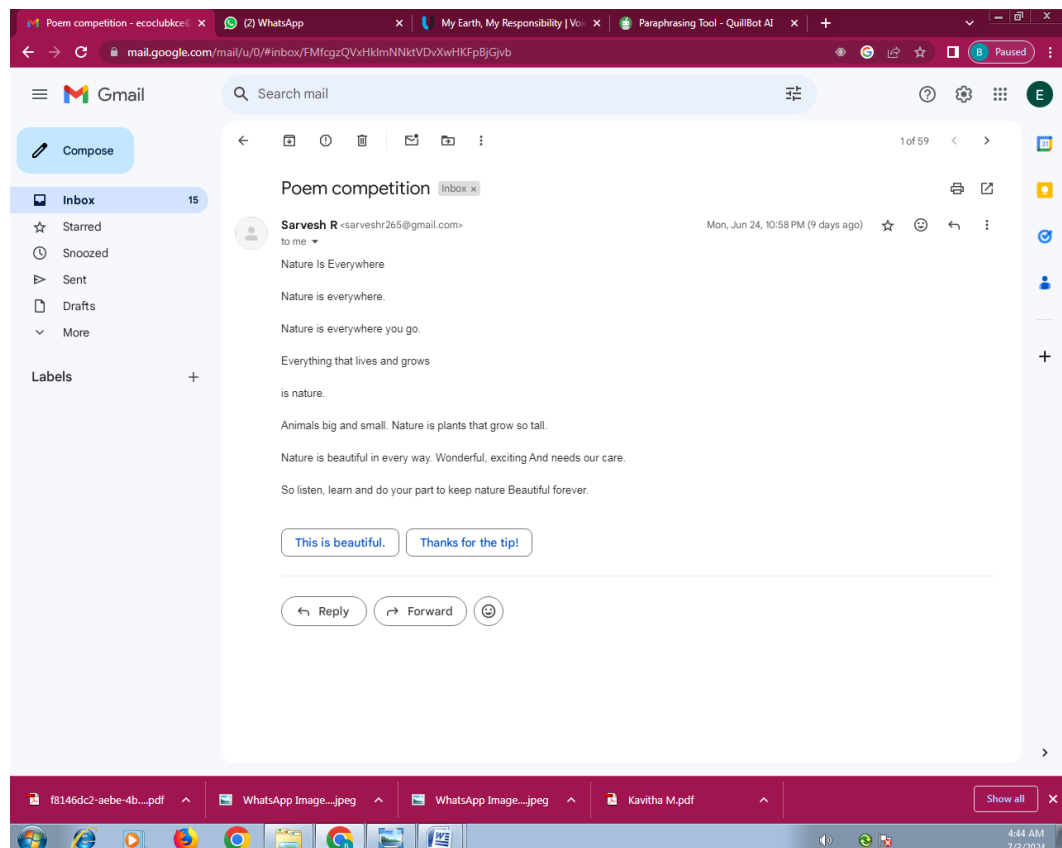 Poem competition - ecoclubkce
(2) WhatsApp
My Earth, My Responsibility | Voi
Paraphrasing Tool - QuillBot AI
mail.google.com/mail/u/0/#inbox/FMfcgzQVxHklmNNktVDvXwHKFpBjGjvb
B
Paused
Gmail
Search mail
E
Compose
1 of 59
31
Inbox 15
Starred
Snoozed
Sent
Drafts
More
Labels
Poem competition
Inbox x
Sarvesh R <sarveshr265@gmail.com>
Mon, Jun 24, 10:58 PM (9 days ago)
to me
Nature Is Everywhere
Nature is everywhere.
Nature is everywhere you go.
Everything that lives and grows
is nature.
Animals big and small. Nature is plants that grow so tall.
Nature is beautiful in every way. Wonderful, exciting And needs our care.
So listen, learn and do your part to keep nature Beautiful forever.
This is beautiful.
Thanks for the tip!
Reply
Forward
f8146dc2-aebe-4b....pdf
WhatsApp Image....jpeg
WhatsApp Image....jpeg
Kavitha M.pdf
Show all
4:44 AM
7/3/2024